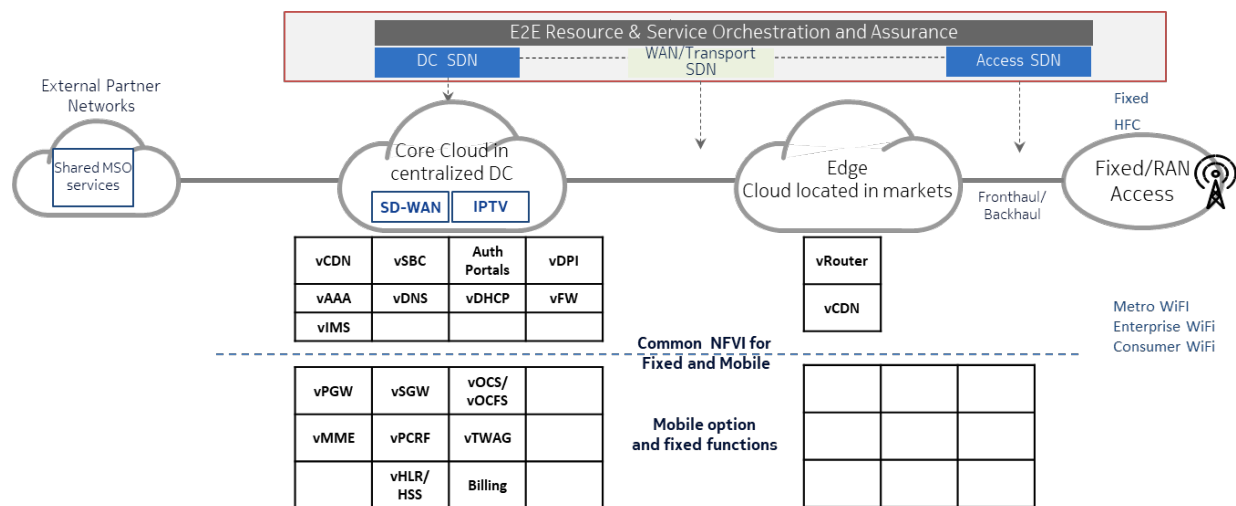 E2E Resource & Service Orchestration and Assurance
DC SDN
WAN/Transport
SDN
Access SDN
External Partner
Networks
Shared MSO
services
Core Cloud in
centralized DC
SD-WAN
IPTV
Edge
Cloud located in markets
Fronthaul/
Backhaul
Fixed
HFC
Fixed/RAN
Access
vCDN
vSBC
Auth
Portals
vDPI
vAAA
vDNS
vDHCP
vFW
vIMS
vRouter
vCDN
Metro WiFI
Enterprise WiFi
Consumer WiFi
Common NFVI for
Fixed and Mobile
vPGW
vSGW
vOCS/
vOCFS
vMME
vPCRF
vTWAG
vHLR/
HSS
Billing
Mobile option
and fixed functions